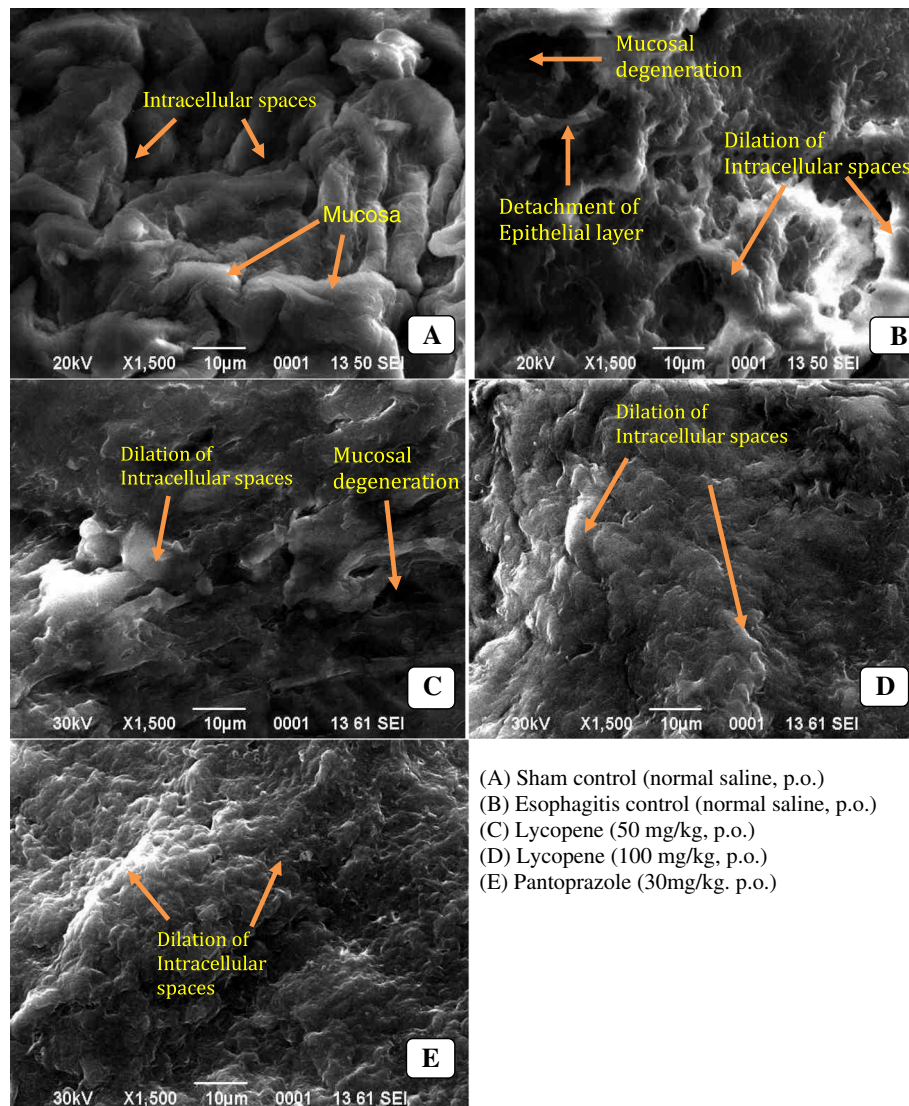 Intracellular spaces
Mucosa
A
20kV X1,500 10μm 0001 13 50 SEI
Mucosal
degeneration
Dilation of
Intracellular spaces
Detachment of
Epithelial layer
B
20kV X1,500 10μm 0001 13 50 SEI
Dilation of
Intracellular spaces
Mucosal
degeneration
C
30kV X1,500 10μm 0001 13 61 SEI
Dilation of
Intracellular spaces
D
30kV X1,500 10μm 0001 13 61 SEI
Dilation of
Intracellular
spaces
E
30kV X1,500 10μm 0001 13 61 SEI
(A) Sham control (normal saline, p.o.)
(B) Esophagitis control (normal saline, p.o.)
(C) Lycopene (50 mg/kg, p.o.)
(D) Lycopene (100 mg/kg, p.o.)
(E) Pantoprazole (30mg/kg. p.o.)